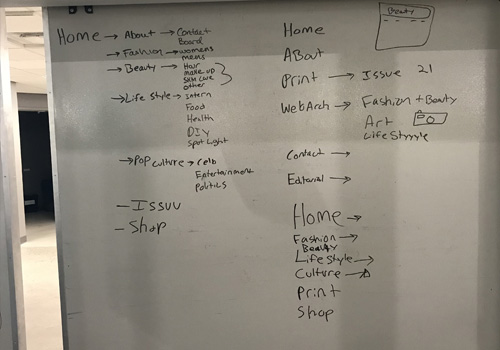 Home → About → Contact
Board
→ Fashion → womens
mens
→ Beauty → Hair
make up
Skin Care
other
→ Life Style → Intern
Food
Health
DIY
Spot Light
→ Pop culture → Celb
Entertainment
Politics
- Issuu
- Shop
Beauty
Home
ABout
Print → Issue 21
WebArch → Fashion + Beauty
Art
Life Styyyle
Contact →
Editorial →
Home →
Fashion →
Beauty
Life Style →
Culture →
Print
Shop